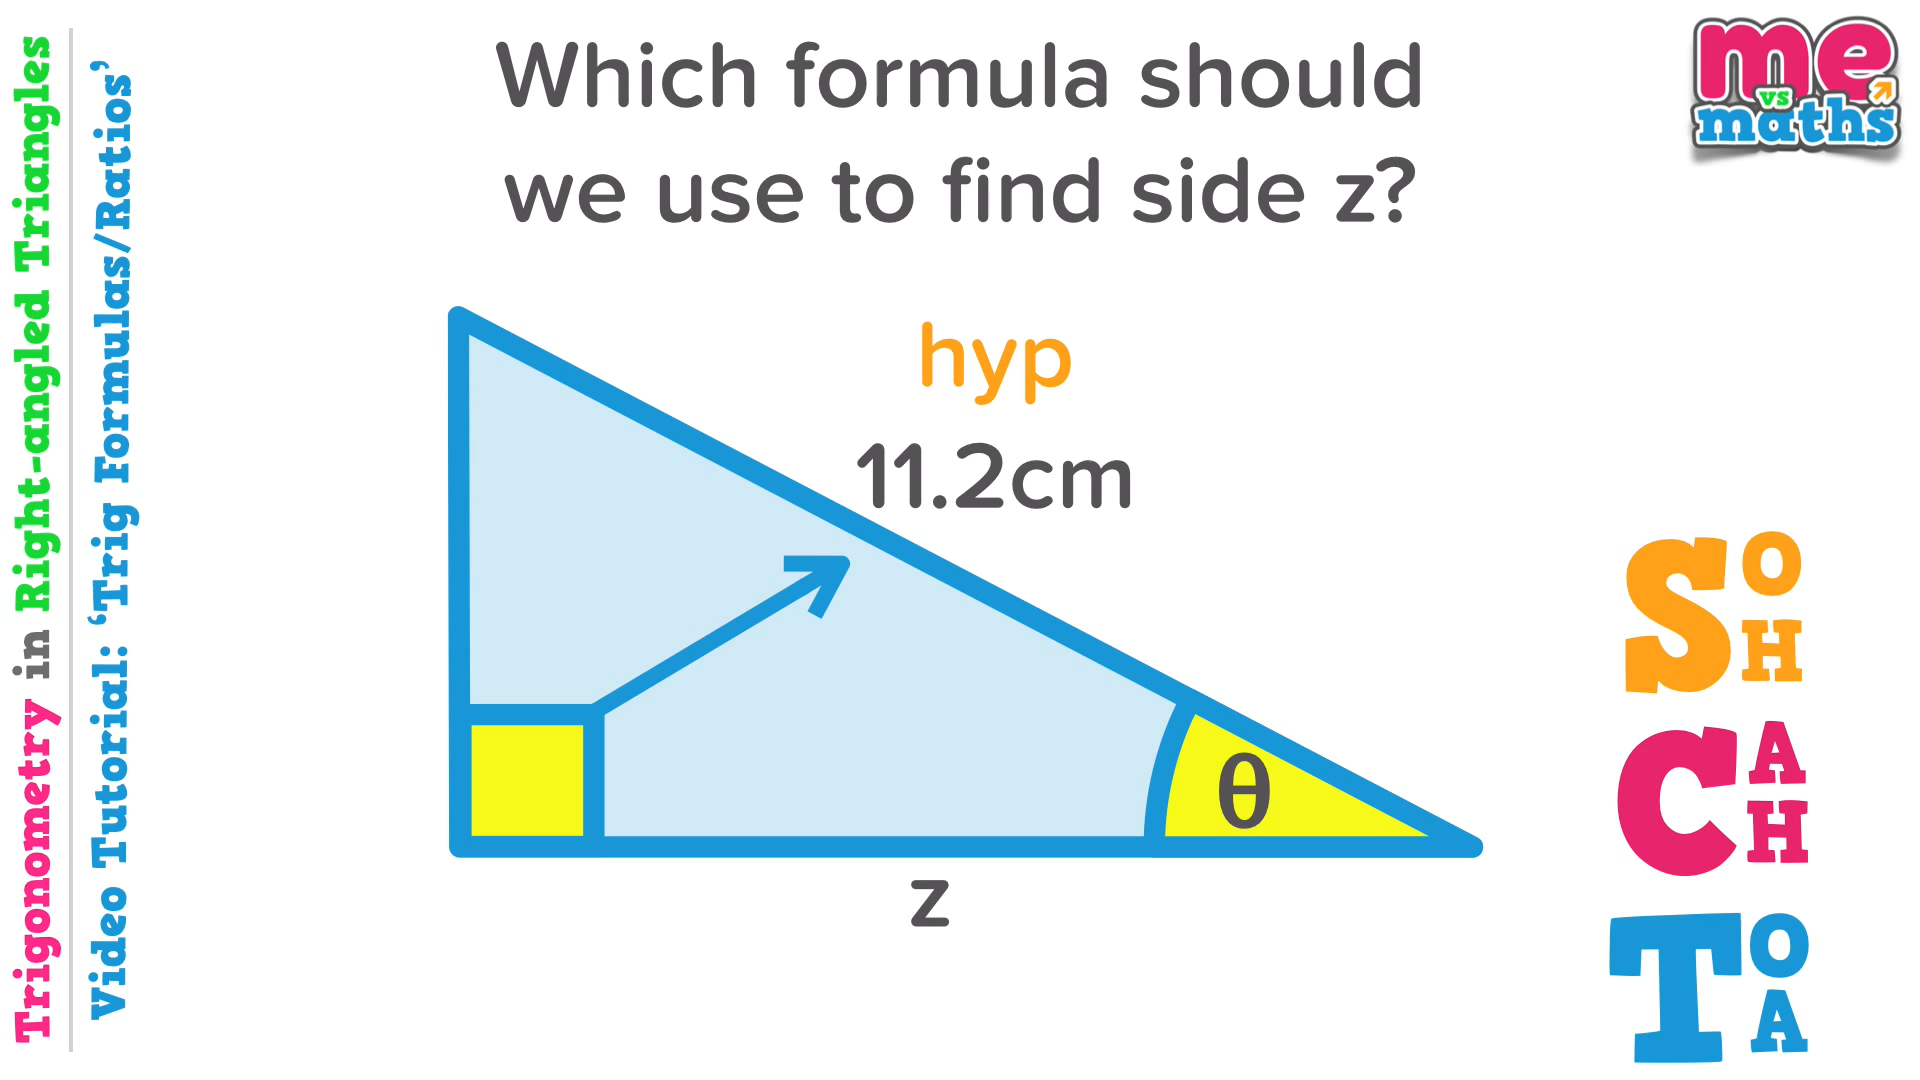 Which formula should
we use to find side z?
me
vs
maths
Trigonometry in Right-angled Triangles
Video Tutorial: ‘Trig Formulas/Ratios’
hyp
11.2cm
θ
z
S O H
C A H
T O A